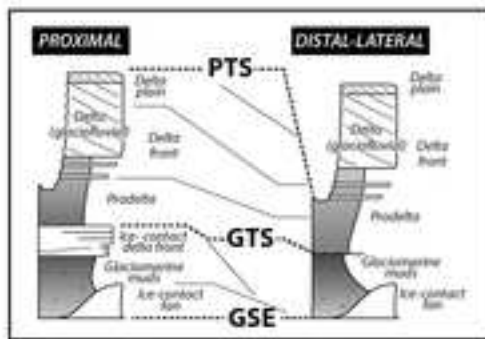 PROXIMAL
DISTAL-LATERAL
PTS
Delta
plain
Delta
plain
Delta
(glaciofluvial)
Delta
front
Delta
(glaciofluvial)
Delta
front
Prodelta
Prodelta
Ice-contact
delta front
GTS
Glaciomarine
muds
Glaciomarine
muds
Ice-contact
fan
Ice-contact
fan
GSE